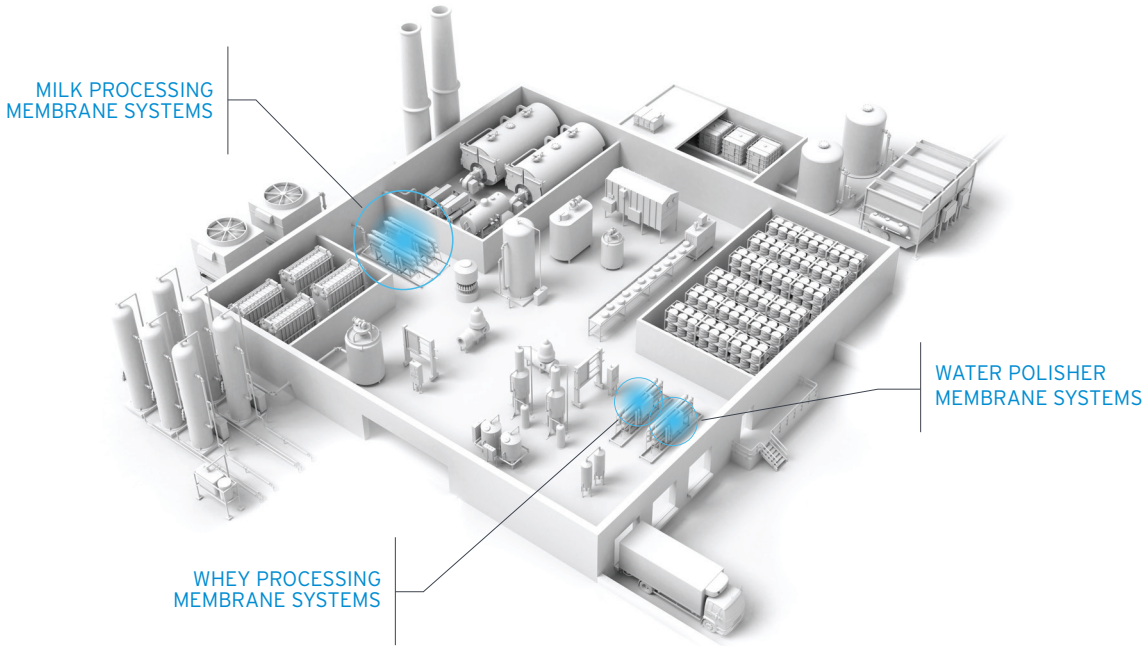 MILK PROCESSING
MEMBRANE SYSTEMS
WATER POLISHER
MEMBRANE SYSTEMS
WHEY PROCESSING
MEMBRANE SYSTEMS